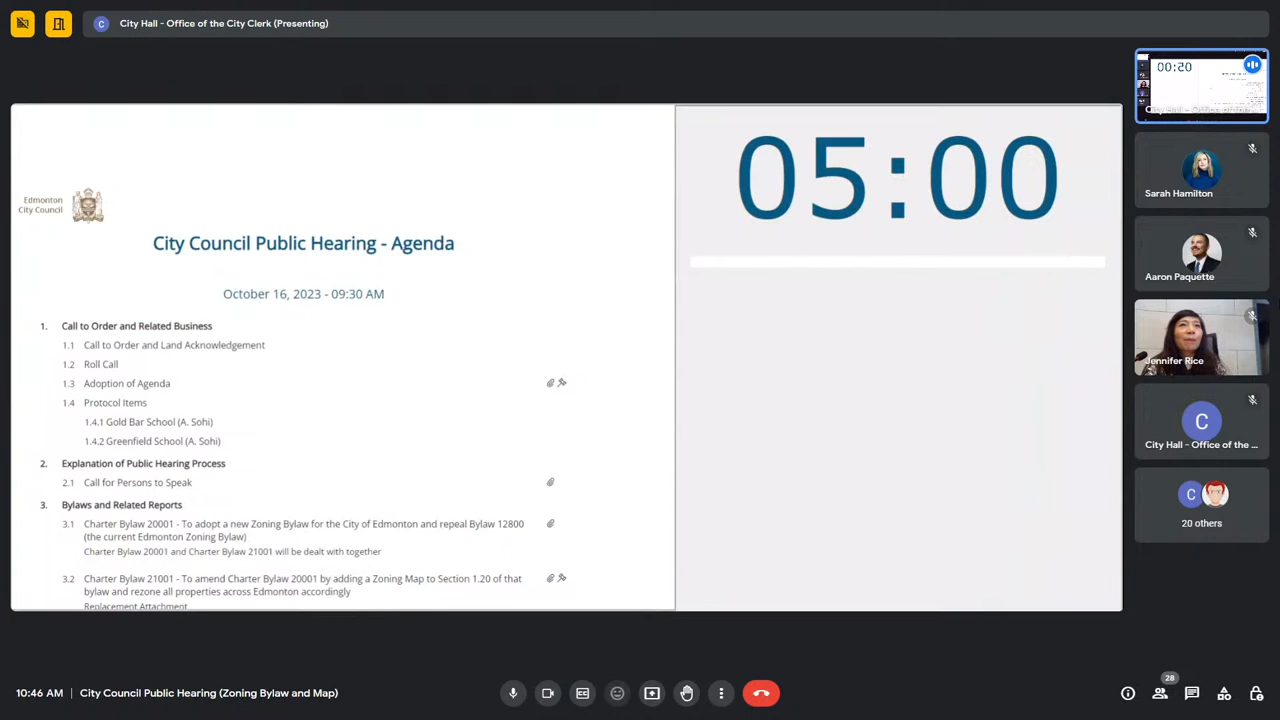 City Hall - Office of the City Clerk (Presenting)
Edmonton
City Council
City Council Public Hearing - Agenda
October 16, 2023 - 09:30 AM
1. Call to Order and Related Business
1.1 Call to Order and Land Acknowledgement
1.2 Roll Call
1.3 Adoption of Agenda
1.4 Protocol Items
1.4.1 Gold Bar School (A. Sohi)
1.4.2 Greenfield School (A. Sohi)
2. Explanation of Public Hearing Process
2.1 Call for Persons to Speak
3. Bylaws and Related Reports
3.1 Charter Bylaw 20001 - To adopt a new Zoning Bylaw for the City of Edmonton and repeal Bylaw 12800
(the current Edmonton Zoning Bylaw)
Charter Bylaw 20001 and Charter Bylaw 21001 will be dealt with together
3.2 Charter Bylaw 21001 - To amend Charter Bylaw 20001 by adding a Zoning Map to Section 1.20 of that
bylaw and rezone all properties across Edmonton accordingly
Replacement Attachment
05:00
00:20
Sarah Hamilton
Aaron Paquette
Jennifer Rice
C
City Hall - Office of the ...
C
20 others
10:46 AM | City Council Public Hearing (Zoning Bylaw and Map)
28